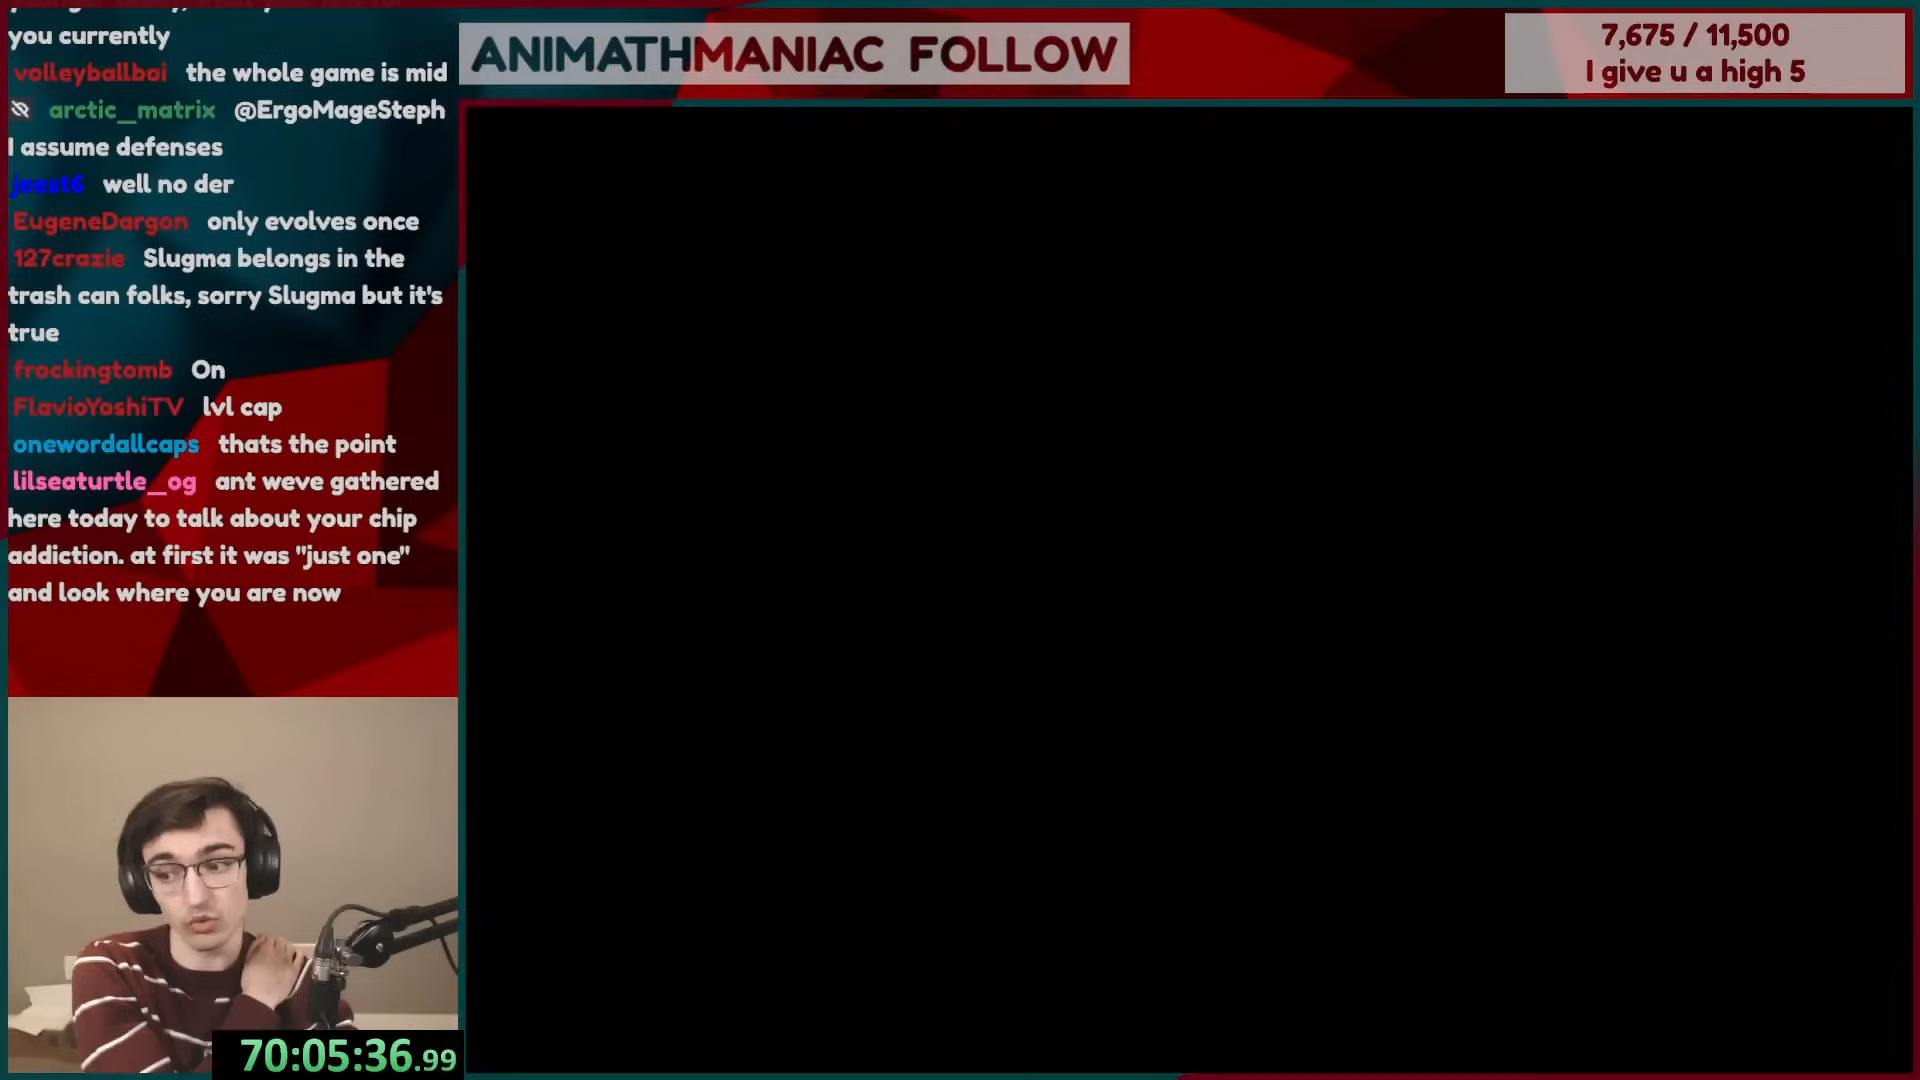 you currently
volleyballbai the whole game is mid
arctic_matrix @ErgoMageSteph
I assume defenses
jeest6 well no der
EugeneDargon only evolves once
127crazie Slugma belongs in the
trash can folks, sorry Slugma but it's
true
frockingtomb On
FlavioYoshiTV lvl cap
onewordallcaps thats the point
lilseaturtle_og ant weve gathered
here today to talk about your chip
addiction. at first it was "just one"
and look where you are now
ANIMATHMANIAC FOLLOW
7,675 / 11,500
I give u a high 5
70:05:36.99